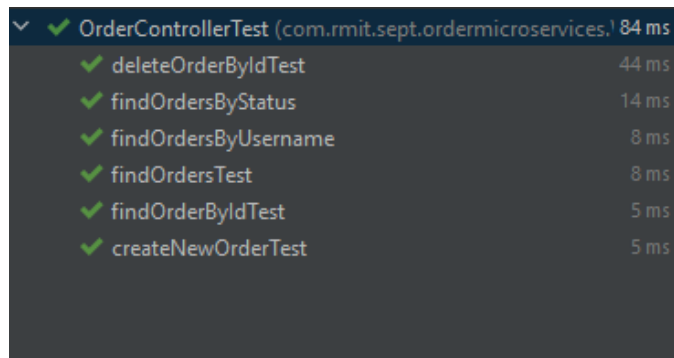 OrderControllerTest (com.rmit.sept.ordermicroservices. 84 ms
deleteOrderByIdTest 44 ms
findOrdersByStatus 14 ms
findOrdersByUsername 8 ms
findOrdersTest 8 ms
findOrderByIdTest 5 ms
createNewOrderTest 5 ms